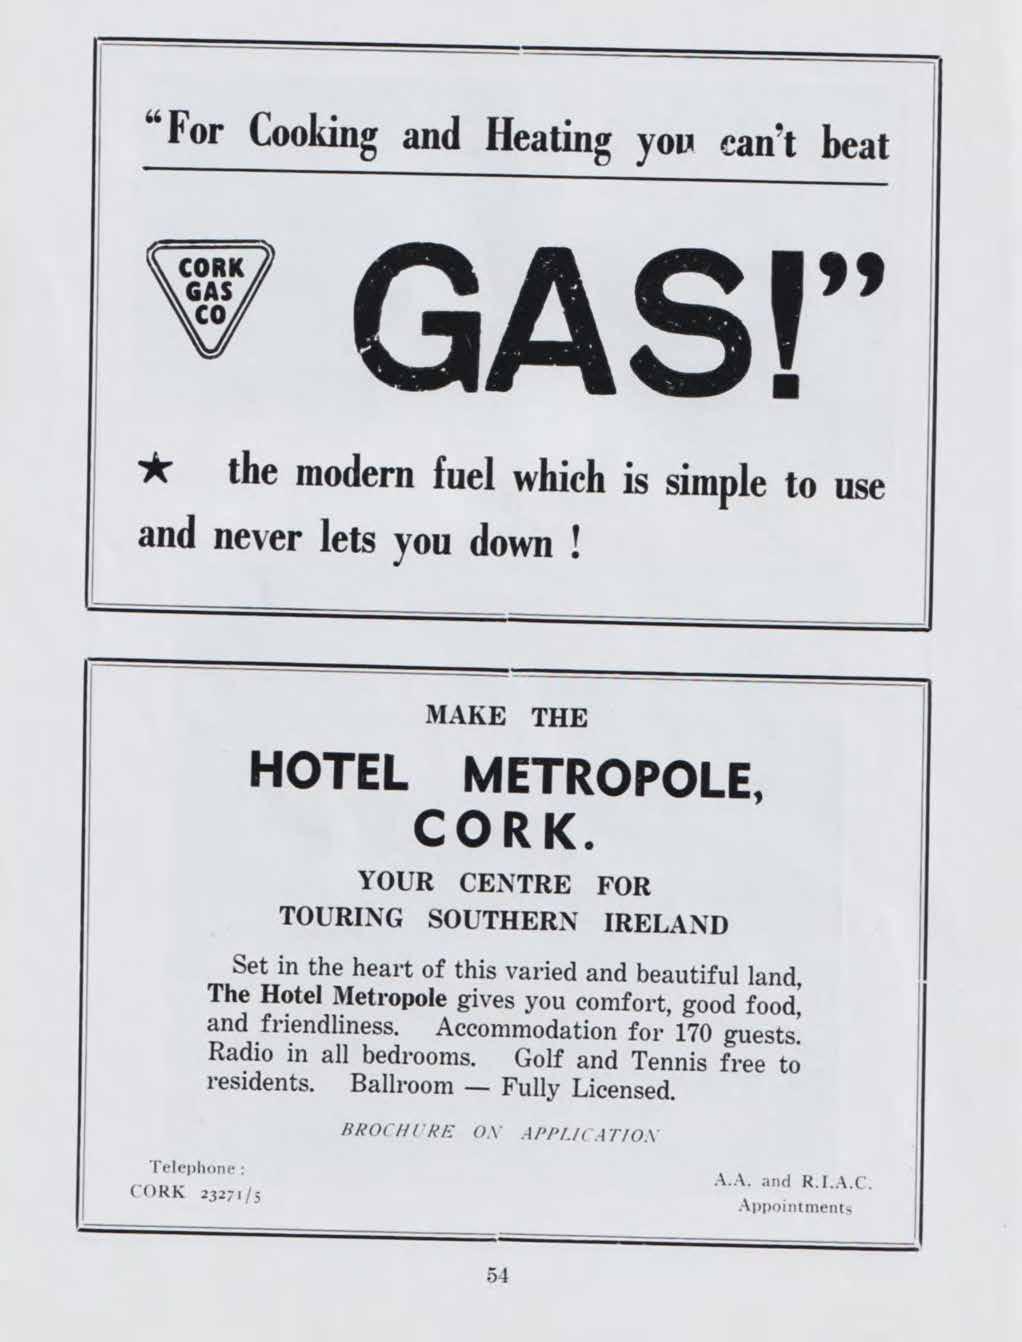 “For Cooking and Heating you can't beat
CORK
GAS
CO
GAS!”
★ the modern fuel which is simple to use
and never lets you down !
MAKE THE
HOTEL METROPOLE,
CORK.
YOUR CENTRE FOR
TOURING SOUTHERN IRELAND
Set in the heart of this varied and beautiful land,
The Hotel Metropole gives you comfort, good food,
and friendliness. Accommodation for 170 guests.
Radio in all bedrooms. Golf and Tennis free to
residents. Ballroom — Fully Licensed.
BROCHURE ON APPLICATION
Telephone :
CORK 23271/5
A.A. and R.I.A.C.
Appointments
54